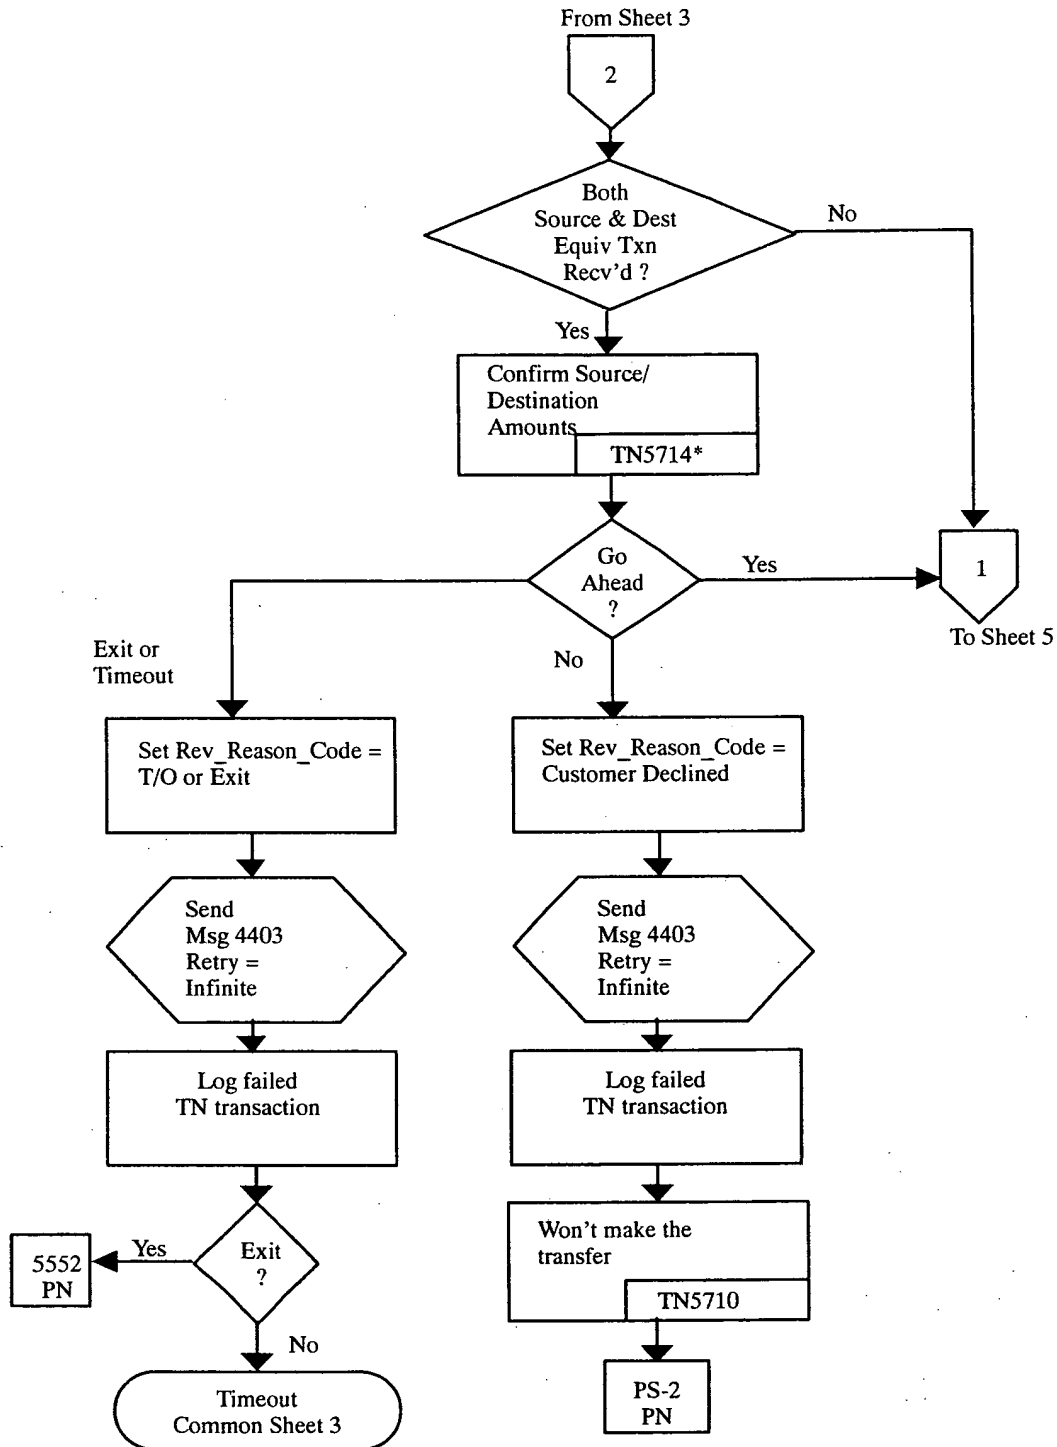 From Sheet 3
2
Both
Source & Dest
Equiv Txn
Recv'd ?
No
Yes
Confirm Source/
Destination
Amounts
TN5714*
Go
Ahead
?
Yes
1
To Sheet 5
Exit or
Timeout
No
Set Rev_Reason_Code =
T/O or Exit
Set Rev_Reason_Code =
Customer Declined
Send
Msg 4403
Retry =
Infinite
Send
Msg 4403
Retry =
Infinite
Log failed
TN transaction
Log failed
TN transaction
Exit
?
Yes
5552
PN
No
Timeout
Common Sheet 3
Won't make the
transfer
TN5710
PS-2
PN